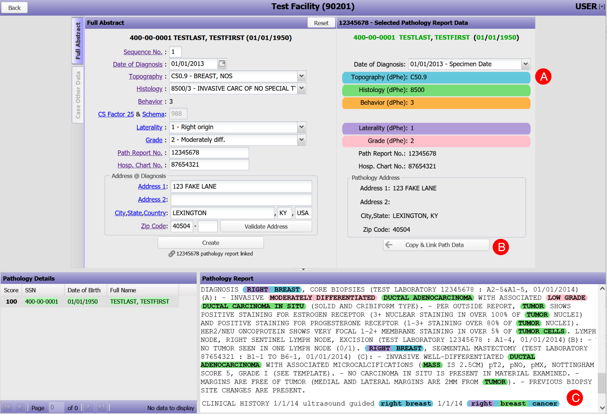 Back
Test Facility (90201)
USER [-]
Full Abstract
Case Other Data
Full Abstract
Reset
400-00-0001 TESTLAST, TESTFIRST (01/01/1950)
Sequence No. : 1
Date of Diagnosis: 01/01/2013
Topography : C50.9 - BREAST, NOS
Histology : 8500/3 - INVASIVE CARC OF NO SPECIAL T
Behavior : 3
CS Factor 25 & Schema: 988
Laterality : 1 - Right origin
Grade : 2 - Moderately diff.
Path Report No. : 12345678
Hosp. Chart No. : 87654321
Address @ Diagnosis
Address 1: 123 FAKE LANE
Address 2:
City,State,Country: LEXINGTON , KY , USA
Zip Code: 40504 - Validate Address
Create
12345678 pathology report linked
12345678 - Selected Pathology Report Data
400-00-0001 TESTLAST, TESTFIRST (01/01/1950)
Date of Diagnosis: 01/01/2013 - Specimen Date
Topography (dPhe): C50.9
A
Histology (dPhe): 8500
Behavior (dPhe): 3
Laterality (dPhe): 1
Grade (dPhe): 2
Path Report No.: 12345678
Hosp. Chart No.: 87654321
Pathology Address
Address 1: 123 FAKE LANE
Address 2:
City,State: LEXINGTON, KY
Zip Code: 40504
Copy & Link Path Data
B
Pathology Details
Score SSN Date of Birth Full Name
100 400-00-0001 01/01/1950 TESTLAST, TESTFIRST
Page 0 of 0 No data to display
Pathology Report
DIAGNOSIS RIGHT BREAST, CORE BIOPSIES (TEST LABORATORY 12345678 : A2-5&A1-5, 01/01/2014)
(A): - INVASIVE MODERATELY DIFFERENTIATED DUCTAL ADENOCARCINOMA WITH ASSOCIATED LOW GRADE
DUCTAL CARCINOMA IN SITU (SOLID AND CRIBIFORM TYPE). - PER OUTSIDE REPORT, TUMOR SHOWS
POSITIVE STAINING FOR ESTROGEN RECEPTOR (3+ NUCLEAR STAINING IN OVER 100% OF TUMOR NUCLEI)
AND POSITIVE STAINING FOR PROGESTERONE RECEPTOR (1-3+ STAINING OVER 80% OF TUMOR NUCLEI).
HER2/NEU ONCOPROTEIN SHOWS VERY FOCAL 1-2+ MEMBRANE STAINING IN OVER 5% OF TUMOR CELLS. LYMPH
NODE, RIGHT SENTINEL LYMPH NODE, EXCISION (TEST LABORATORY 12345678 : A1-4, 01/01/2014)(B): -
NO TUMOR SEEN IN ONE LYMPH NODE (0/1). RIGHT BREAST, SEGMENTAL MASTECTOMY (TEST LABORATORY
87654321 : B1-1 TO B6-1, 01/01/2014) (C): - INVASIVE WELL-DIFFERENTIATED DUCTAL
ADENOCARCINOMA WITH ASSOCIATED MICROCALCIFICATIONS (MASS IS 2.5CM) pT2, pN0, pMX, NOTTINGHAM
SCORE 5, GRADE I (SEE TEMPLATE). - NO CARCINOMA IN SITU IS PRESENT IN MATERIAL EXAMINED. -
MARGINS ARE FREE OF TUMOR (MEDIAL AND LATERAL MARGINS ARE 2MM FROM TUMOR). - PREVIOUS BIOPSY
SITE CHANGES ARE PRESENT.
CLINICAL HISTORY 1/1/14 ultrasound guided right breast 1/1/14 right breast cancer
C